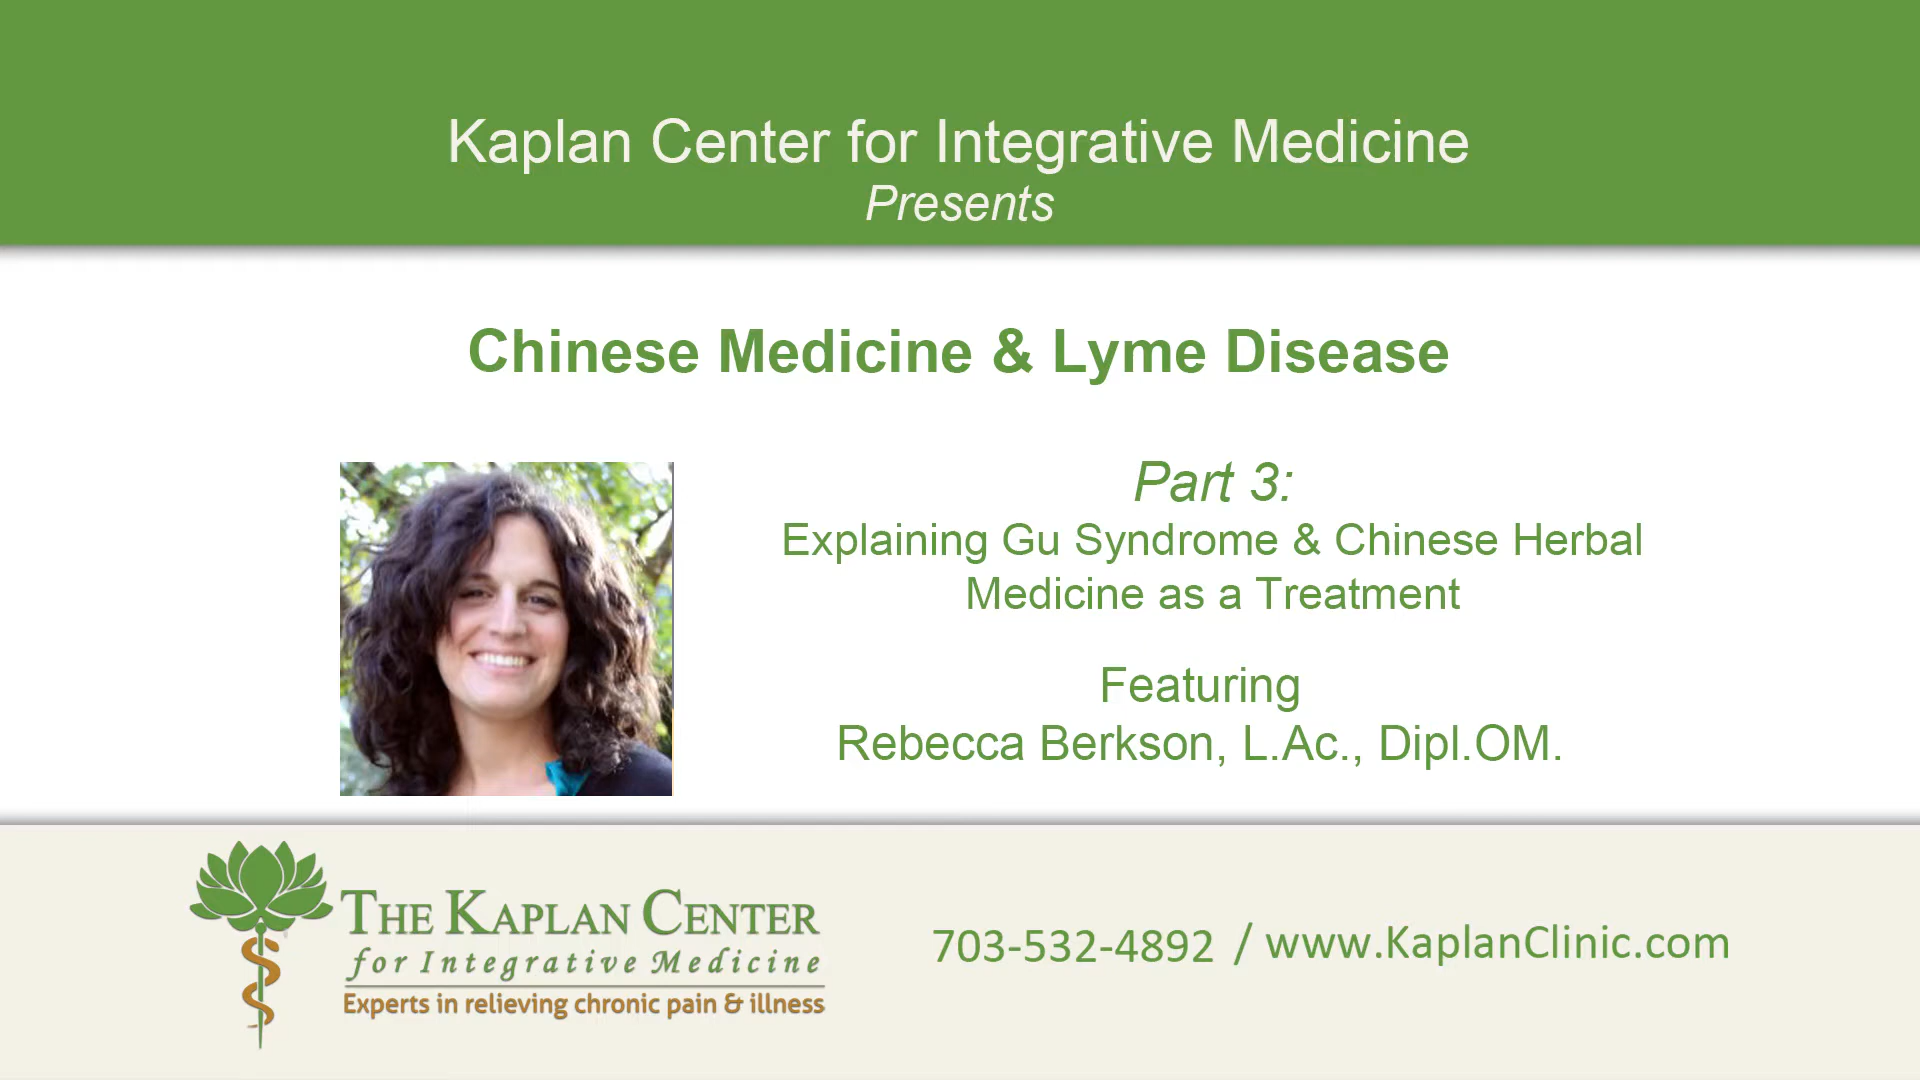 Kaplan Center for Integrative Medicine
Presents
Chinese Medicine & Lyme Disease
Part 3:
Explaining Gu Syndrome & Chinese Herbal
Medicine as a Treatment
Featuring
Rebecca Berkson, L.Ac., Dipl.OM.
THE KAPLAN CENTER
for Integrative Medicine
Experts in relieving chronic pain & illness
703-532-4892 / www.KaplanClinic.com